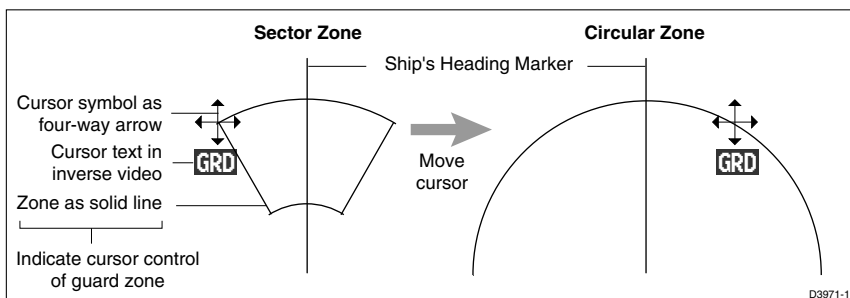 Sector Zone
Circular Zone
Ship's Heading Marker
Cursor symbol as
four-way arrow
Cursor text in
inverse video
GRD
Zone as solid line
Indicate cursor control
of guard zone
Move
cursor
GRD
D3971-1